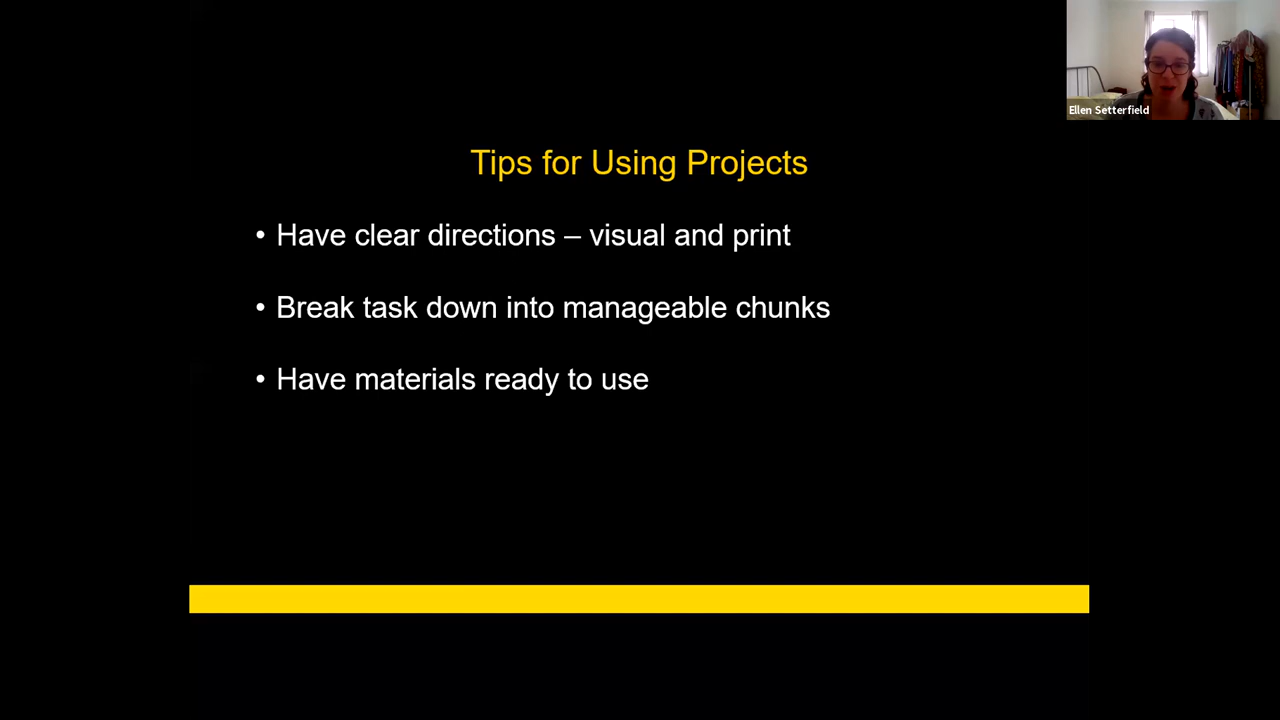 Ellen Setterfield
Tips for Using Projects
• Have clear directions – visual and print
• Break task down into manageable chunks
• Have materials ready to use